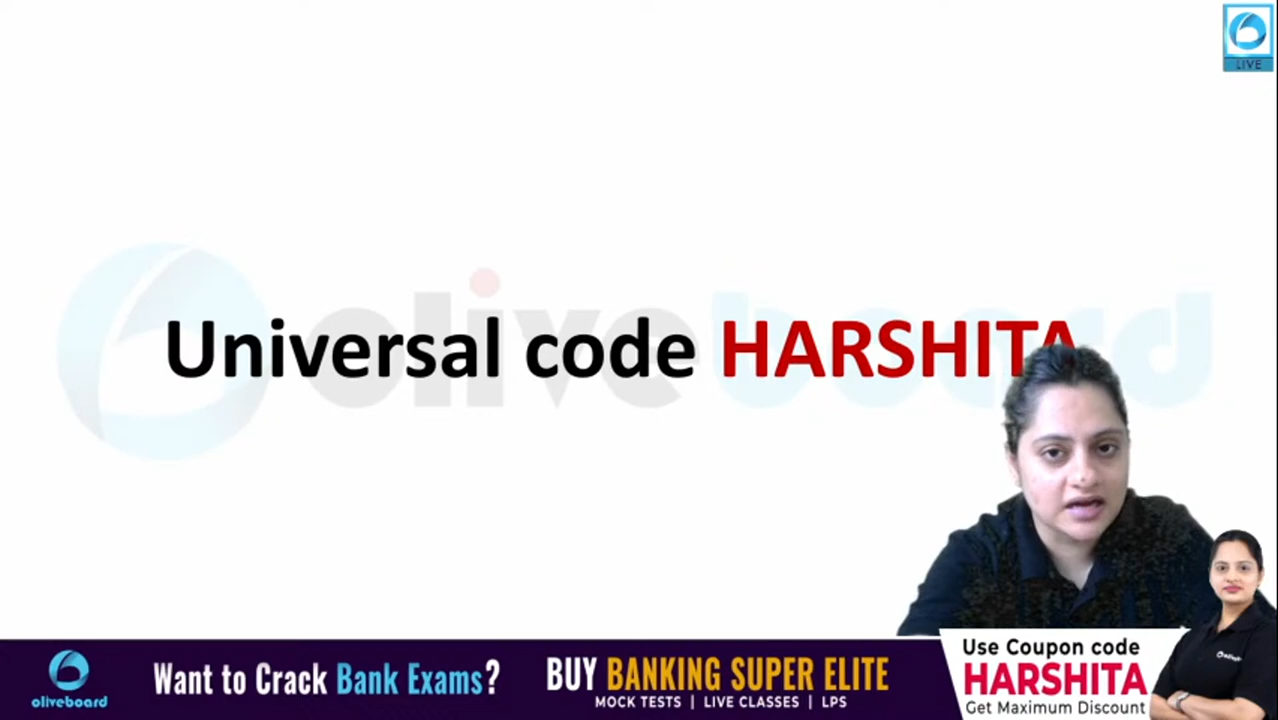 LIVE
oliveboard
Universal code HARSHITA
oliveboard
Want to Crack Bank Exams?
BUY BANKING SUPER ELITE
MOCK TESTS | LIVE CLASSES | LPS
Use Coupon code
HARSHITA
Get Maximum Discount